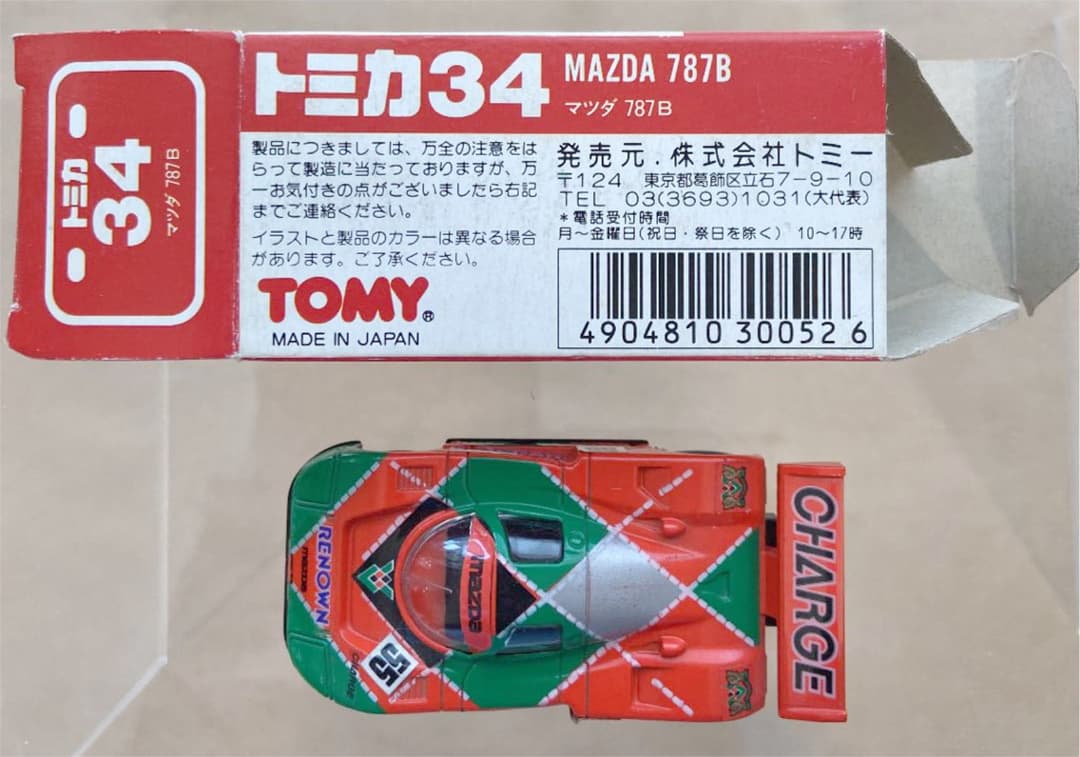 トミカ
34
マツダ 787B
トミカ34 MAZDA 787B
マツダ 787B
製品につきましては、万全の注意をは
らって製造に当たっておりますが、万
一お気付きの点がございましたら右記
までご連絡ください。
イラストと製品のカラーは異なる場合
があります。ご了承ください。
TOMY®
MADE IN JAPAN
発売元.株式会社トミー
〒124 東京都葛飾区立石7-9-10
TEL 03(3693)1031(大代表)
*電話受付時間
月～金曜日(祝日・祭日を除く) 10～17時
4904810 300526
RENOWN
mazda
CHARGE
55
mazda
CHARGE